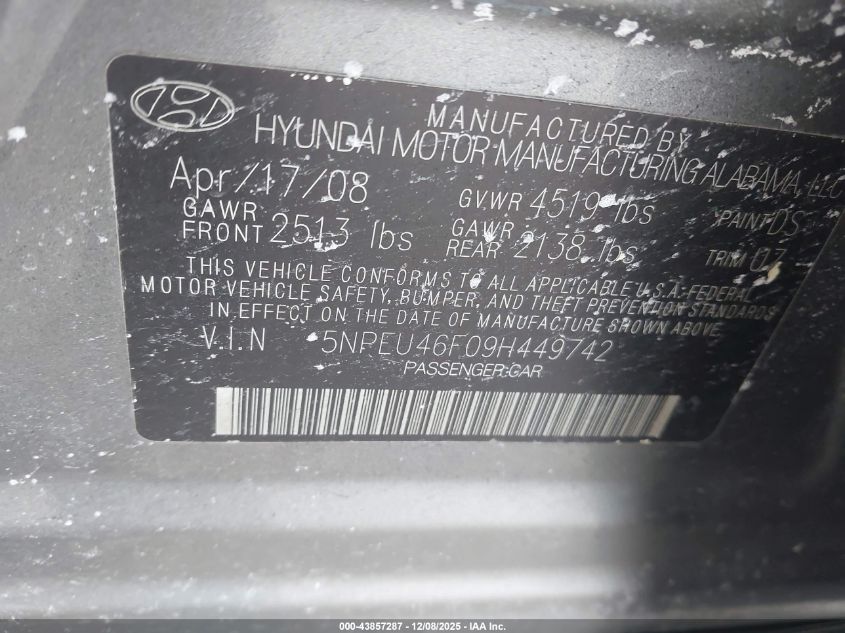 MANUFACTURED BY
HYUNDAI MOTOR MANUFACTURING ALABAMA, LLC
Apr/17/08 GVWR 4519 lbs PAINT DS
GAWR FRONT 2513 lbs GAWR REAR 2138 lbs TRIM
THIS VEHICLE CONFORMS TO ALL APPLICABLE U.S.A. FEDERAL
MOTOR VEHICLE SAFETY, BUMPER, AND THEFT PREVENTION STANDARDS
IN EFFECT ON THE DATE OF MANUFACTURE SHOWN ABOVE
V.I.N 5NPEU46F09H449742
PASSENGER CAR
000-43857287 - 12/08/2025 - IAA Inc.